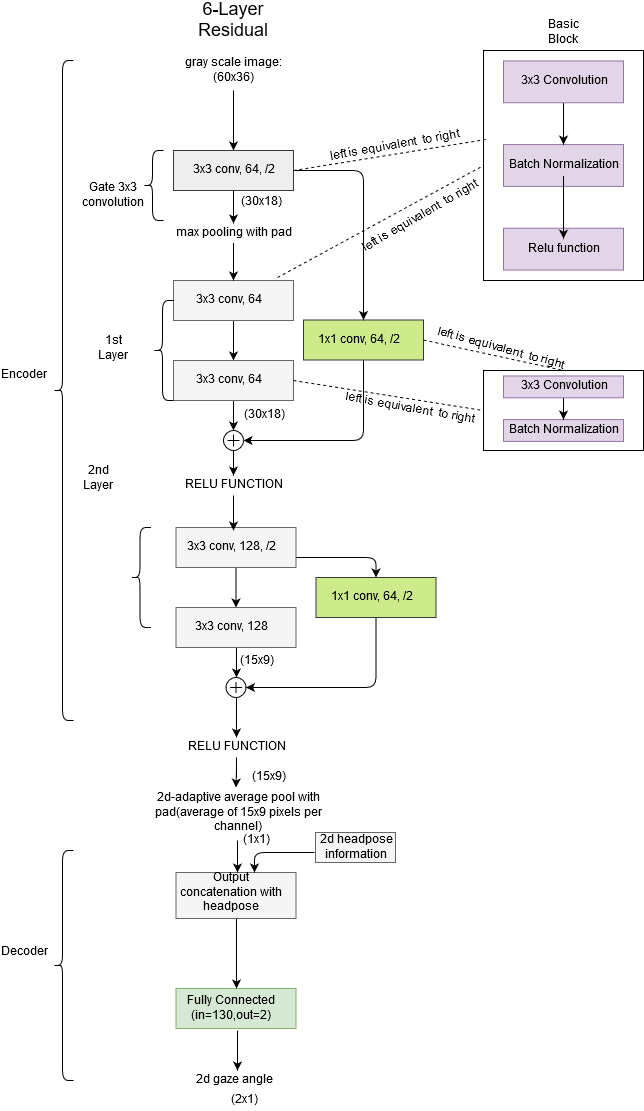 6-Layer
Residual
gray scale image:
(60x36)
3x3 conv, 64, /2
Gate 3x3
convolution
(30x18)
max pooling with pad
left is equivalent to right
left is equivalent to right
Basic
Block
3x3 Convolution
Batch Normalization
Relu function
3x3 conv, 64
1st
Layer
1x1 conv, 64, /2
3x3 conv, 64
left is equivalent to right
left is equivalent to right
3x3 Convolution
Batch Normalization
Encoder
(30x18)
2nd
Layer
RELU FUNCTION
3x3 conv, 128, /2
1x1 conv, 64, /2
3x3 conv, 128
(15x9)
RELU FUNCTION
(15x9)
2d-adaptive average pool with
pad(average of 15x9 pixels per
channel)
(1x1)
2d headpose
information
Output
concatenation with
headpose
Decoder
Fully Connected
(in=130,out=2)
2d gaze angle
(2x1)